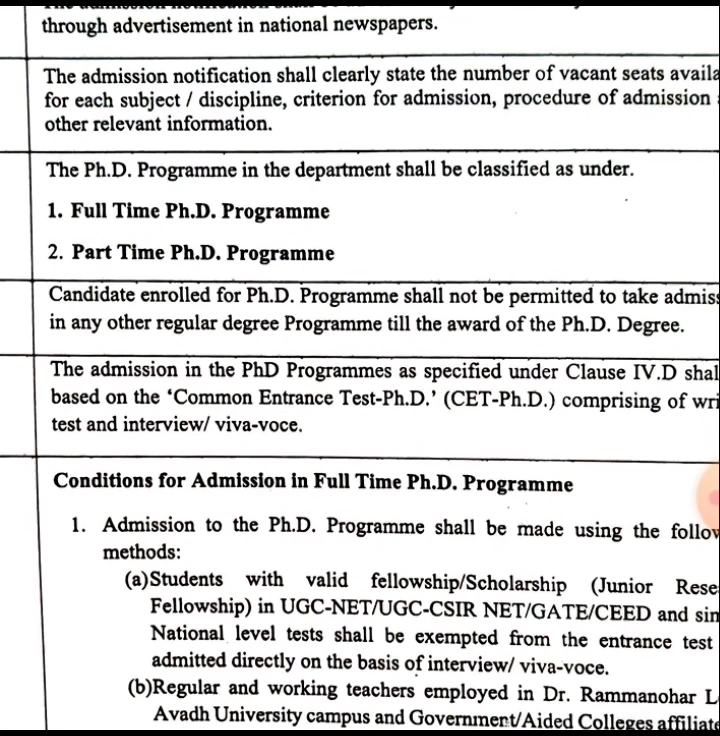 through advertisement in national newspapers.
The admission notification shall clearly state the number of vacant seats availa
for each subject / discipline, criterion for admission, procedure of admission
other relevant information.
The Ph.D. Programme in the department shall be classified as under.
1. Full Time Ph.D. Programme
2. Part Time Ph.D. Programme
Candidate enrolled for Ph.D. Programme shall not be permitted to take admiss
in any other regular degree Programme till the award of the Ph.D. Degree.
The admission in the PhD Programmes as specified under Clause IV.D shal
based on the ‘Common Entrance Test-Ph.D.’ (CET-Ph.D.) comprising of wri
test and interview/ viva-voce.
Conditions for Admission in Full Time Ph.D. Programme
1. Admission to the Ph.D. Programme shall be made using the follow
methods:
(a)Students with valid fellowship/Scholarship (Junior Rese
Fellowship) in UGC-NET/UGC-CSIR NET/GATE/CEED and sim
National level tests shall be exempted from the entrance test
admitted directly on the basis of interview/ viva-voce.
(b)Regular and working teachers employed in Dr. Rammanohar L
Avadh University campus and Government/Aided Colleges affiliate